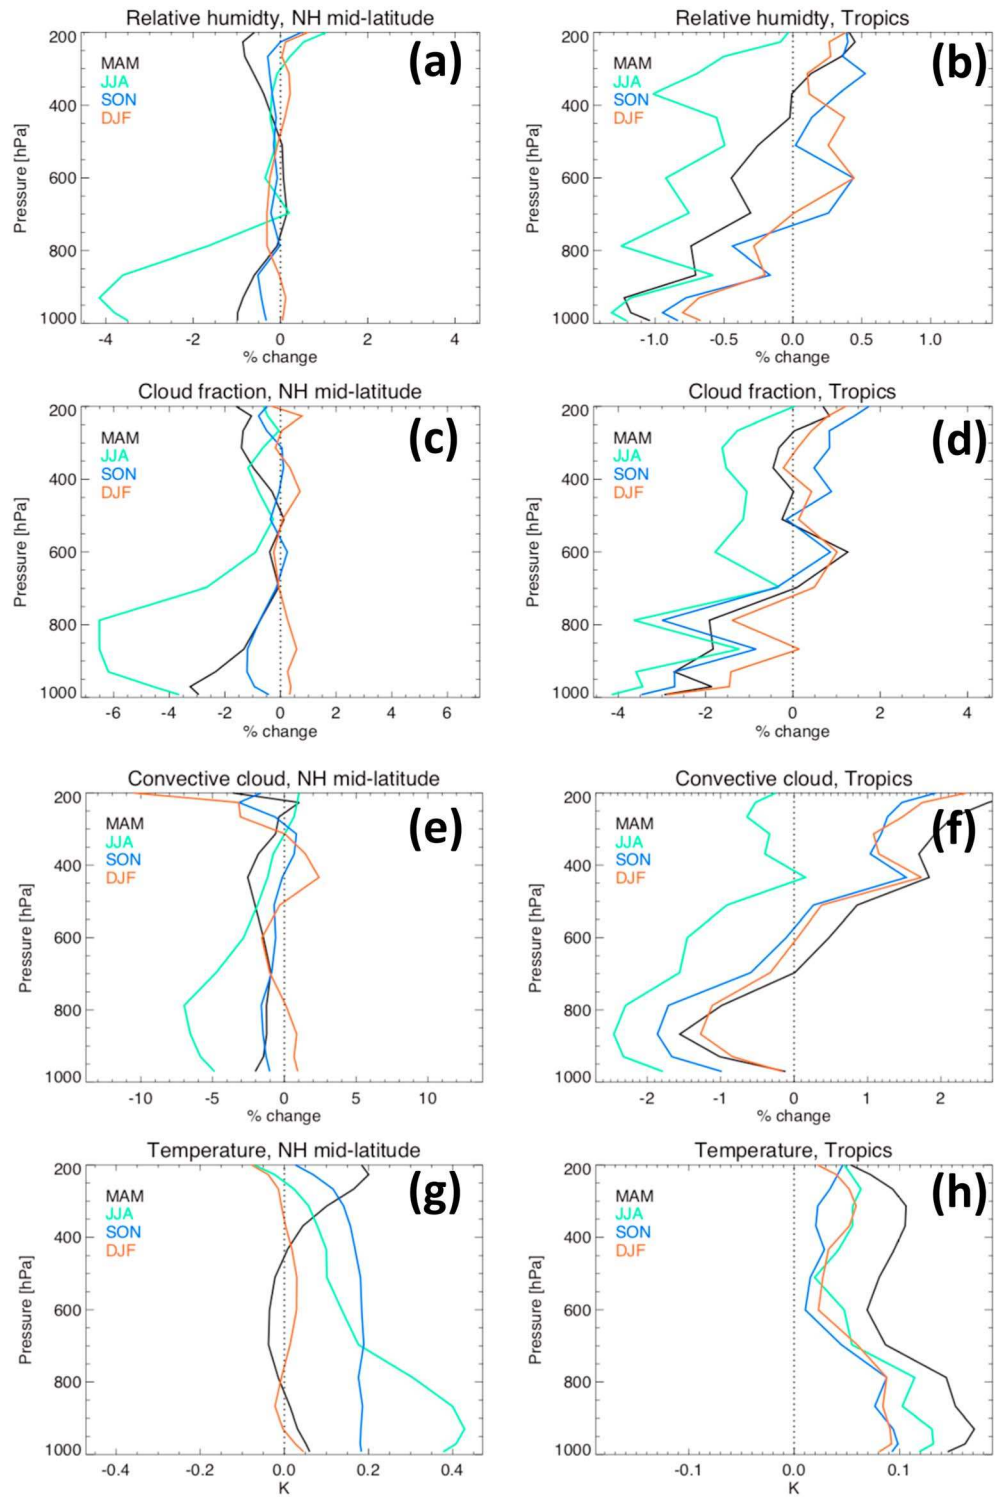 Relative humidty, NH mid-latitude
(a)
MAM
JJA
SON
DJF
Pressure [hPa]
200
400
600
800
1000
-4 -2 0 2 4
% change
Relative humidty, Tropics
(b)
MAM
JJA
SON
DJF
Pressure [hPa]
200
400
600
800
1000
-1.0 -0.5 0.0 0.5 1.0
% change
Cloud fraction, NH mid-latitude
(c)
MAM
JJA
SON
DJF
Pressure [hPa]
200
400
600
800
1000
-6 -4 -2 0 2 4 6
% change
Cloud fraction, Tropics
(d)
MAM
JJA
SON
DJF
Pressure [hPa]
200
400
600
800
1000
-4 -2 0 2 4
% change
Convective cloud, NH mid-latitude
(e)
MAM
JJA
SON
DJF
Pressure [hPa]
200
400
600
800
1000
-10 -5 0 5 10
% change
Convective cloud, Tropics
(f)
MAM
JJA
SON
DJF
Pressure [hPa]
200
400
600
800
1000
-2 -1 0 1 2
% change
Temperature, NH mid-latitude
(g)
MAM
JJA
SON
DJF
Pressure [hPa]
200
400
600
800
1000
-0.4 -0.2 0.0 0.2 0.4
K
Temperature, Tropics
(h)
MAM
JJA
SON
DJF
Pressure [hPa]
200
400
600
800
1000
-0.1 0.0 0.1
K